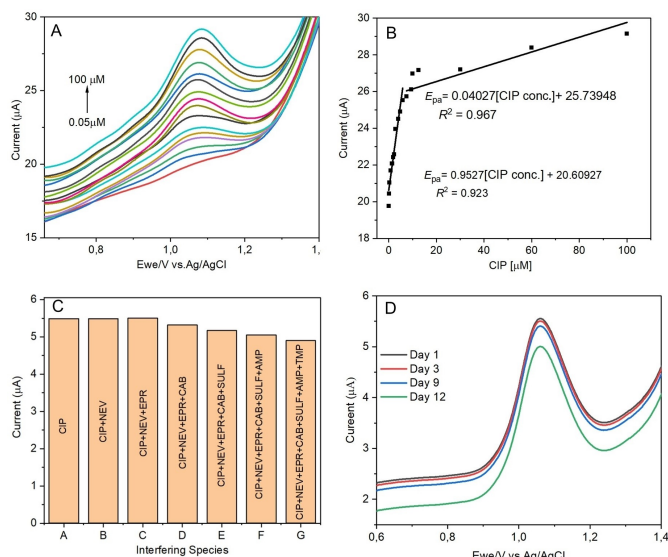 A
30
25
20
15
Current (μA)
100 μM
0.05μM
0,8
1,0
1,2
1,
Ewe/V vs.Ag/AgCl
B
30
28
26
24
22
20
18
Current (μA)
Epa= 0.04027[CIP conc.]+ 25.73948
R² = 0.967
Epa= 0.9527[CIP conc.] + 20.60927
R² = 0.923
0
20
40
60
80
100
CIP [μM]
C
6
5
4
3
2
1
0
Current (μA)
CIP
CIP+NEV
CIP+NEV+EPR
CIP+NEV+EPR+CAB
CIP+NEV+EPR+CAB+SULF
CIP+NEV+EPR+CAB+SULF+AMP
CIP+NEV+EPR+CAB+SULF+AMP+TMP
A
B
C
D
E
F
G
Interfering Species
D
6
5
4
3
2
Cureent (μA)
Day 1
Day 3
Day 9
Day 12
0,6
0,8
1,0
1,2
1,4
Ewe/V vs.Ag/AgCl